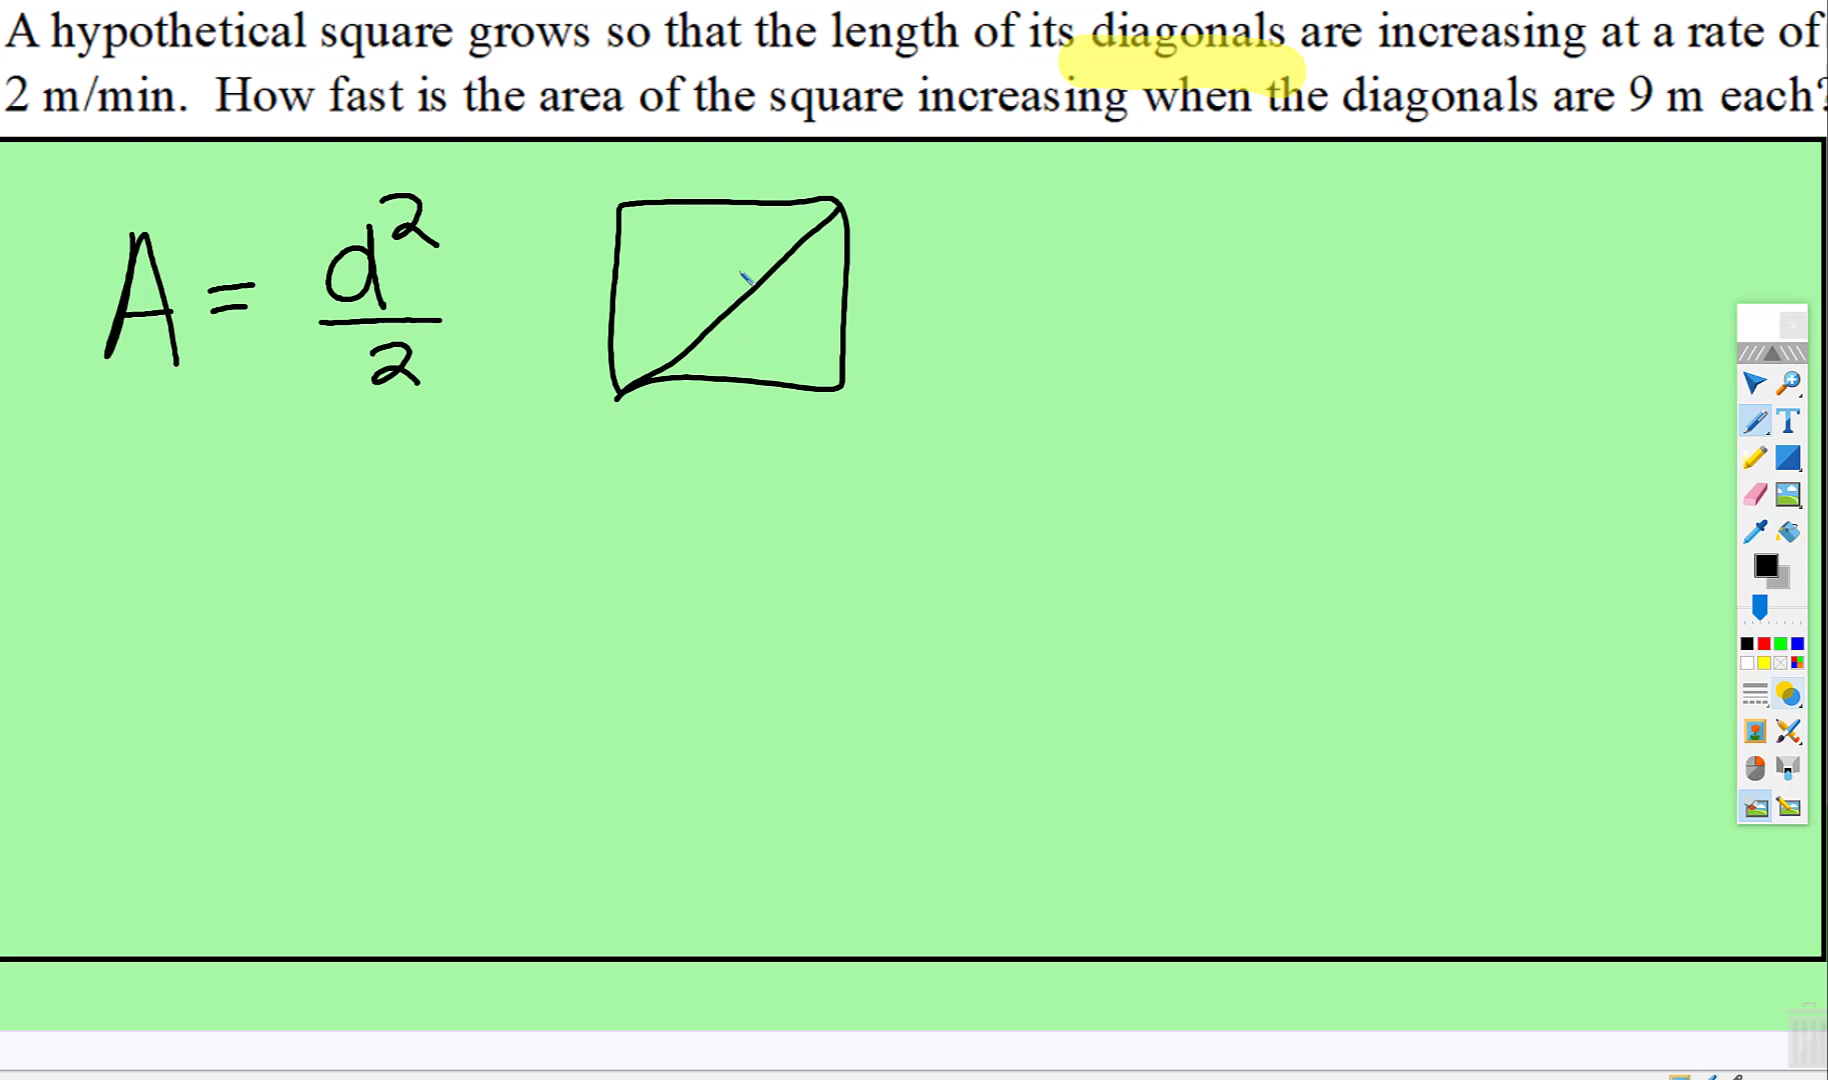 A hypothetical square grows so that the length of its diagonals are increasing at a rate of
2 m/min. How fast is the area of the square increasing when the diagonals are 9 m each?
A = d²/2
T